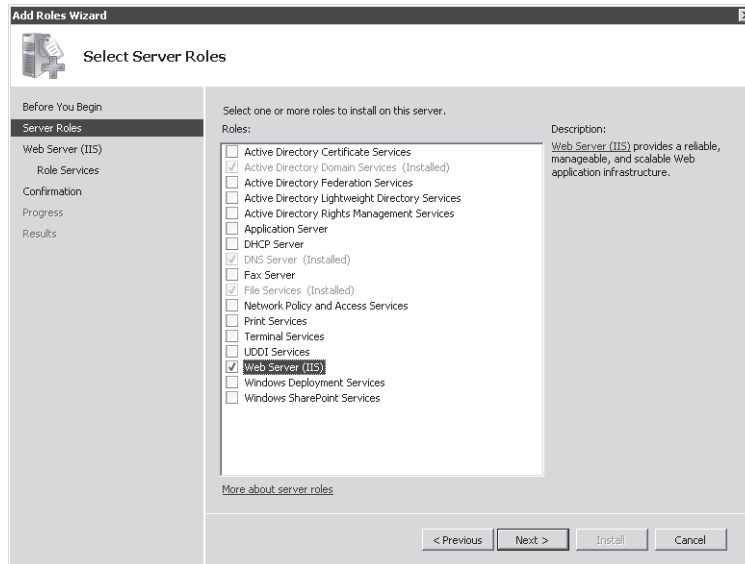 Add Roles Wizard
Select Server Roles
Before You Begin
Server Roles
Web Server (IIS)
Role Services
Confirmation
Progress
Results
Select one or more roles to install on this server.
Roles:
Active Directory Certificate Services
Active Directory Domain Services (Installed)
Active Directory Federation Services
Active Directory Lightweight Directory Services
Active Directory Rights Management Services
Application Server
DHCP Server
DNS Server (Installed)
Fax Server
File Services (Installed)
Network Policy and Access Services
Print Services
Terminal Services
UDDI Services
Web Server (IIS)
Windows Deployment Services
Windows SharePoint Services
More about server roles
Description:
Web Server (IIS) provides a reliable,
manageable, and scalable Web
application infrastructure.
< Previous
Next >
Install
Cancel